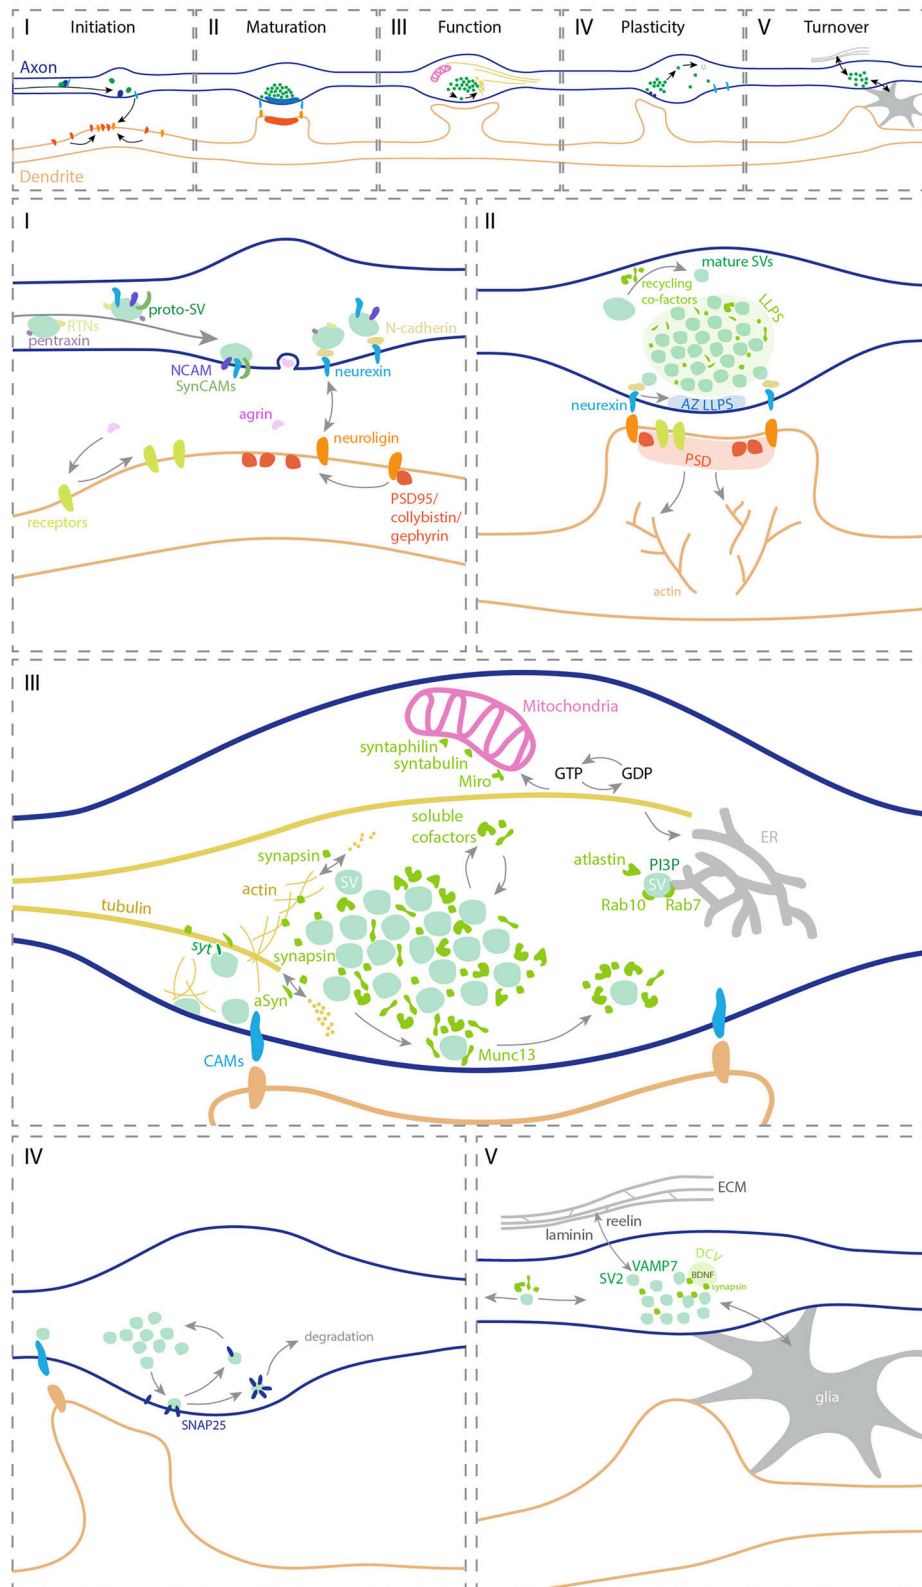 I Initiation
II Maturation
III Function
IV Plasticity
V Turnover
Axon
Dendrite
I
proto-SV
RTNs
pentraxin
N-cadherin
NCAM
SynCAMs
neurexin
agrin
neuroligin
receptors
PSD95/
collybistin/
gephyrin
II
mature SVs
recycling
co-factors
LLPS
neurexin
AZ LLPS
PSD
actin
III
Mitochondria
syntaphilin
syntabulin
Miro
GTP
GDP
soluble
cofactors
ER
synapsin
atlastin
PI3P
SV
SV
actin
Rab10
Rab7
tubulin
syt
synapsin
aSyn
Munc13
CAMs
IV
degradation
SNAP25
V
ECM
reelin
laminin
DCV
VAMP7
SV2
BDNF
synapsin
glia